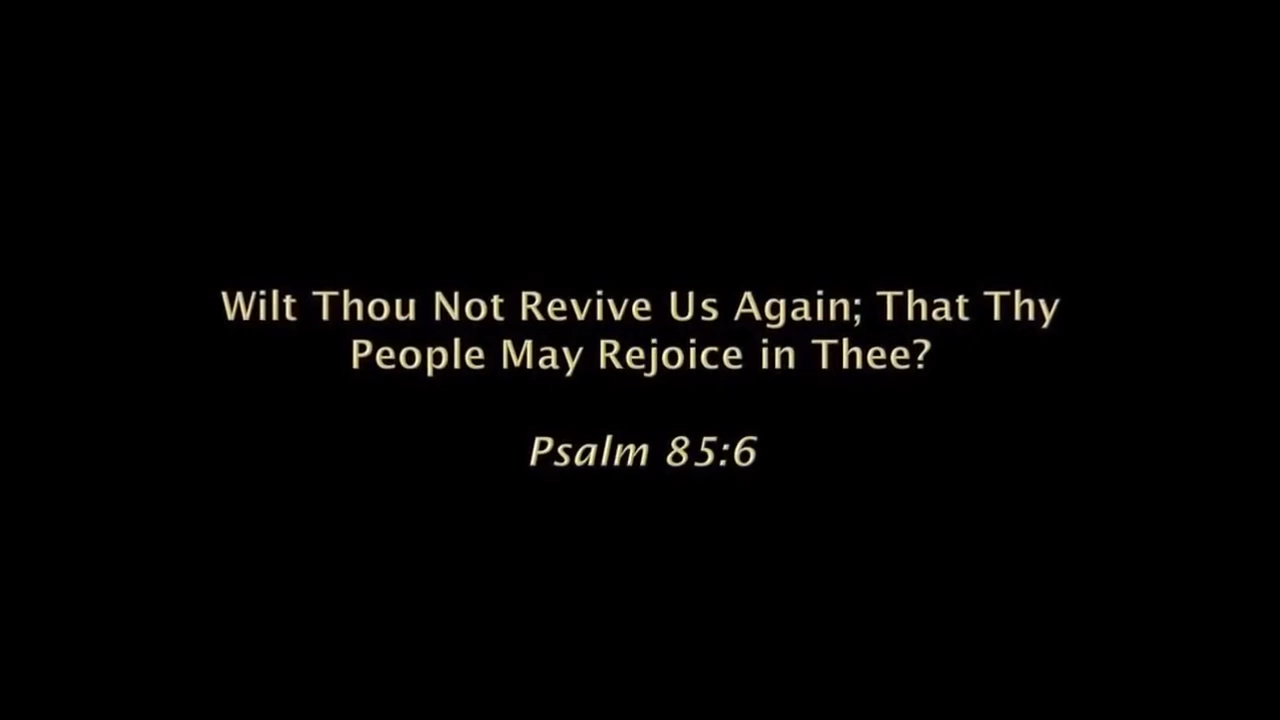 Wilt Thou Not Revive Us Again; That Thy
People May Rejoice in Thee?
Psalm 85:6